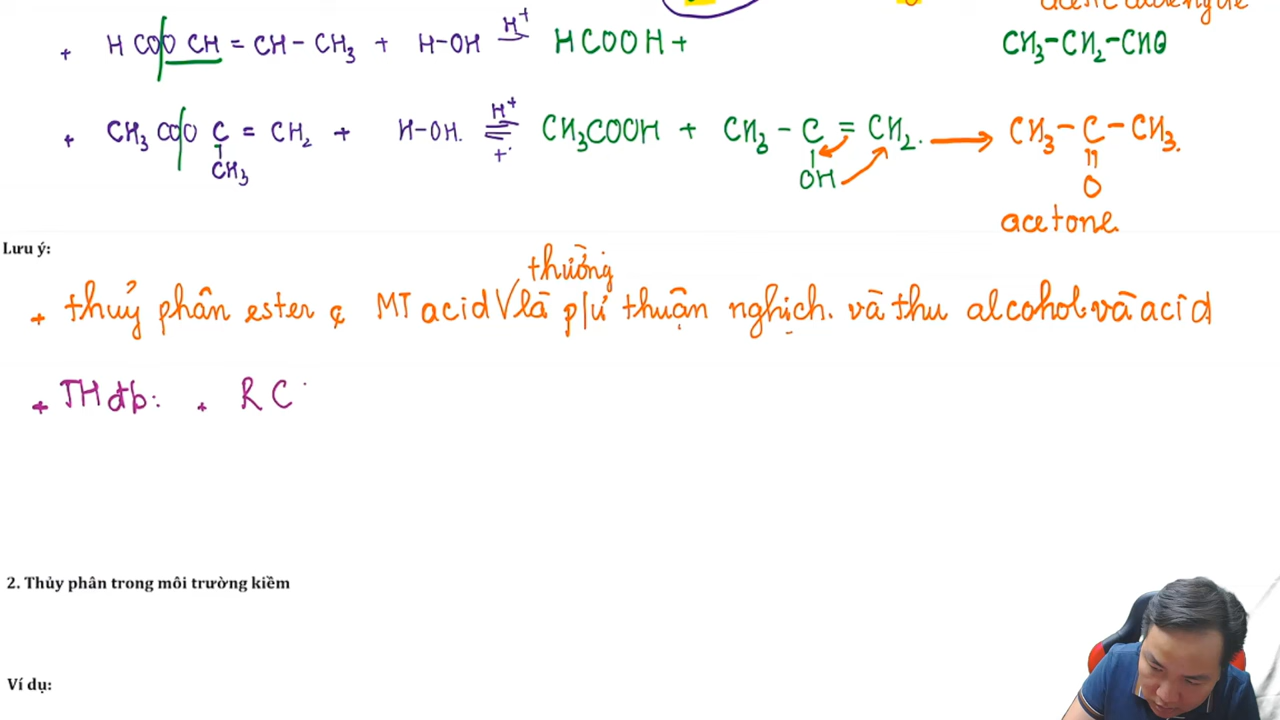 + HCOO CH = CH - CH₃ + H-OH H⁺ HCOOH + CH₃-CH₂-CHO
+ CH₃COO C = CH₂ + H-OH. H⁺ ⇌ CH₃COOH + CH₃ - C = CH₂. → CH₃ - C - CH₃.
CH₃ OH O
acetone.
Lưu ý:
thường
+ thuỷ phân ester MT acid là p/ứ thuận nghịch. và thu alcohol và acid
+ TH đb: . RC
2. Thủy phân trong môi trường kiềm
Ví dụ: